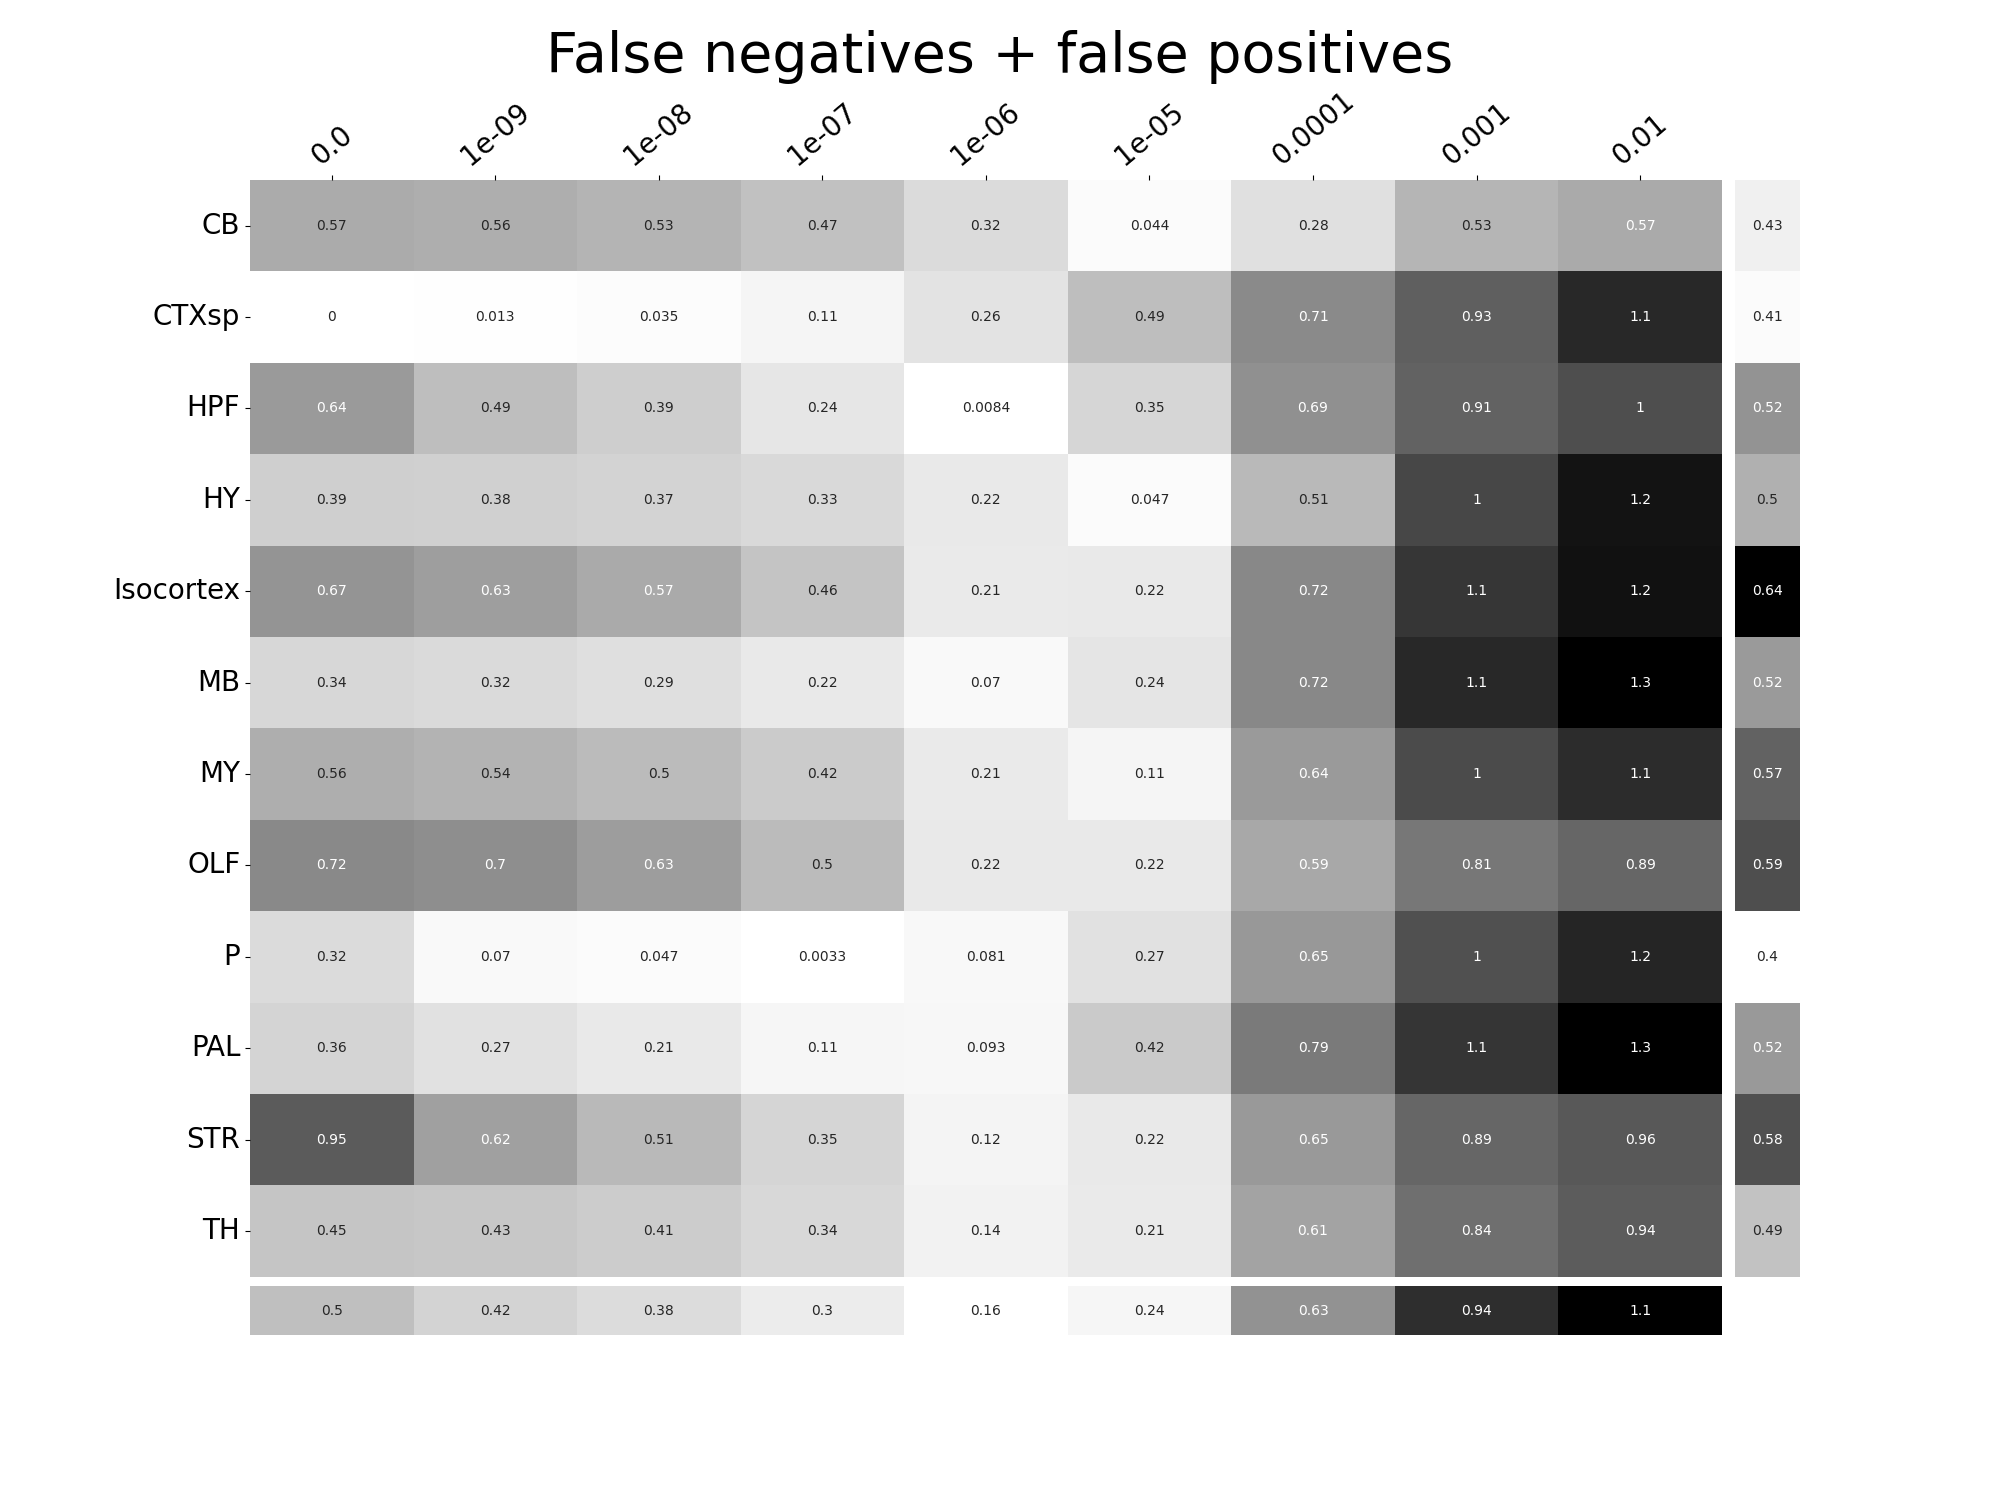 False negatives + false positives
0.0 1e-09 1e-08 1e-07 1e-06 1e-05 0.0001 0.001 0.01
CB 0.57 0.56 0.53 0.47 0.32 0.044 0.28 0.53 0.57 0.43
CTXsp 0 0.013 0.035 0.11 0.26 0.49 0.71 0.93 1.1 0.41
HPF 0.64 0.49 0.39 0.24 0.0084 0.35 0.69 0.91 1 0.52
HY 0.39 0.38 0.37 0.33 0.22 0.047 0.51 1 1.2 0.5
Isocortex 0.67 0.63 0.57 0.46 0.21 0.22 0.72 1.1 1.2 0.64
MB 0.34 0.32 0.29 0.22 0.07 0.24 0.72 1.1 1.3 0.52
MY 0.56 0.54 0.5 0.42 0.21 0.11 0.64 1 1.1 0.57
OLF 0.72 0.7 0.63 0.5 0.22 0.22 0.59 0.81 0.89 0.59
P 0.32 0.07 0.047 0.0033 0.081 0.27 0.65 1 1.2 0.4
PAL 0.36 0.27 0.21 0.11 0.093 0.42 0.79 1.1 1.3 0.52
STR 0.95 0.62 0.51 0.35 0.12 0.22 0.65 0.89 0.96 0.58
TH 0.45 0.43 0.41 0.34 0.14 0.21 0.61 0.84 0.94 0.49
0.5 0.42 0.38 0.3 0.16 0.24 0.63 0.94 1.1